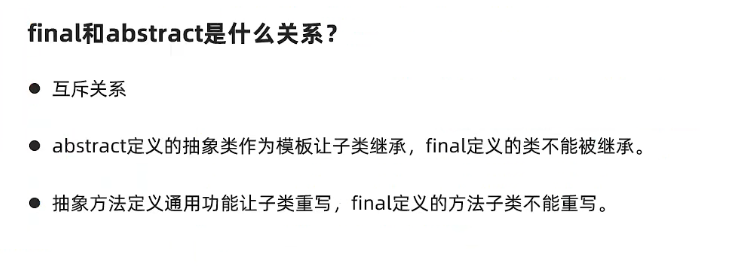 final和abstract是什么关系？
● 互斥关系
● abstract定义的抽象类作为模板让子类继承，final定义的类不能被继承。
● 抽象方法定义通用功能让子类重写，final定义的方法子类不能重写。